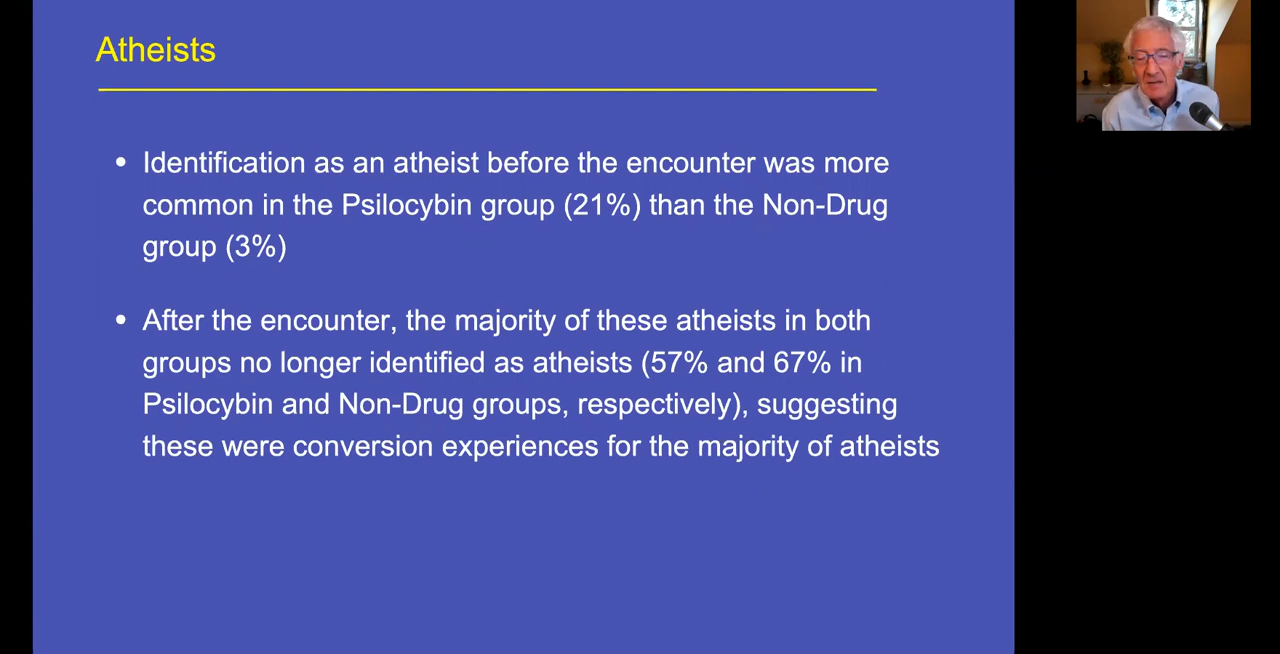 Atheists
• Identification as an atheist before the encounter was more
common in the Psilocybin group (21%) than the Non-Drug
group (3%)
• After the encounter, the majority of these atheists in both
groups no longer identified as atheists (57% and 67% in
Psilocybin and Non-Drug groups, respectively), suggesting
these were conversion experiences for the majority of atheists